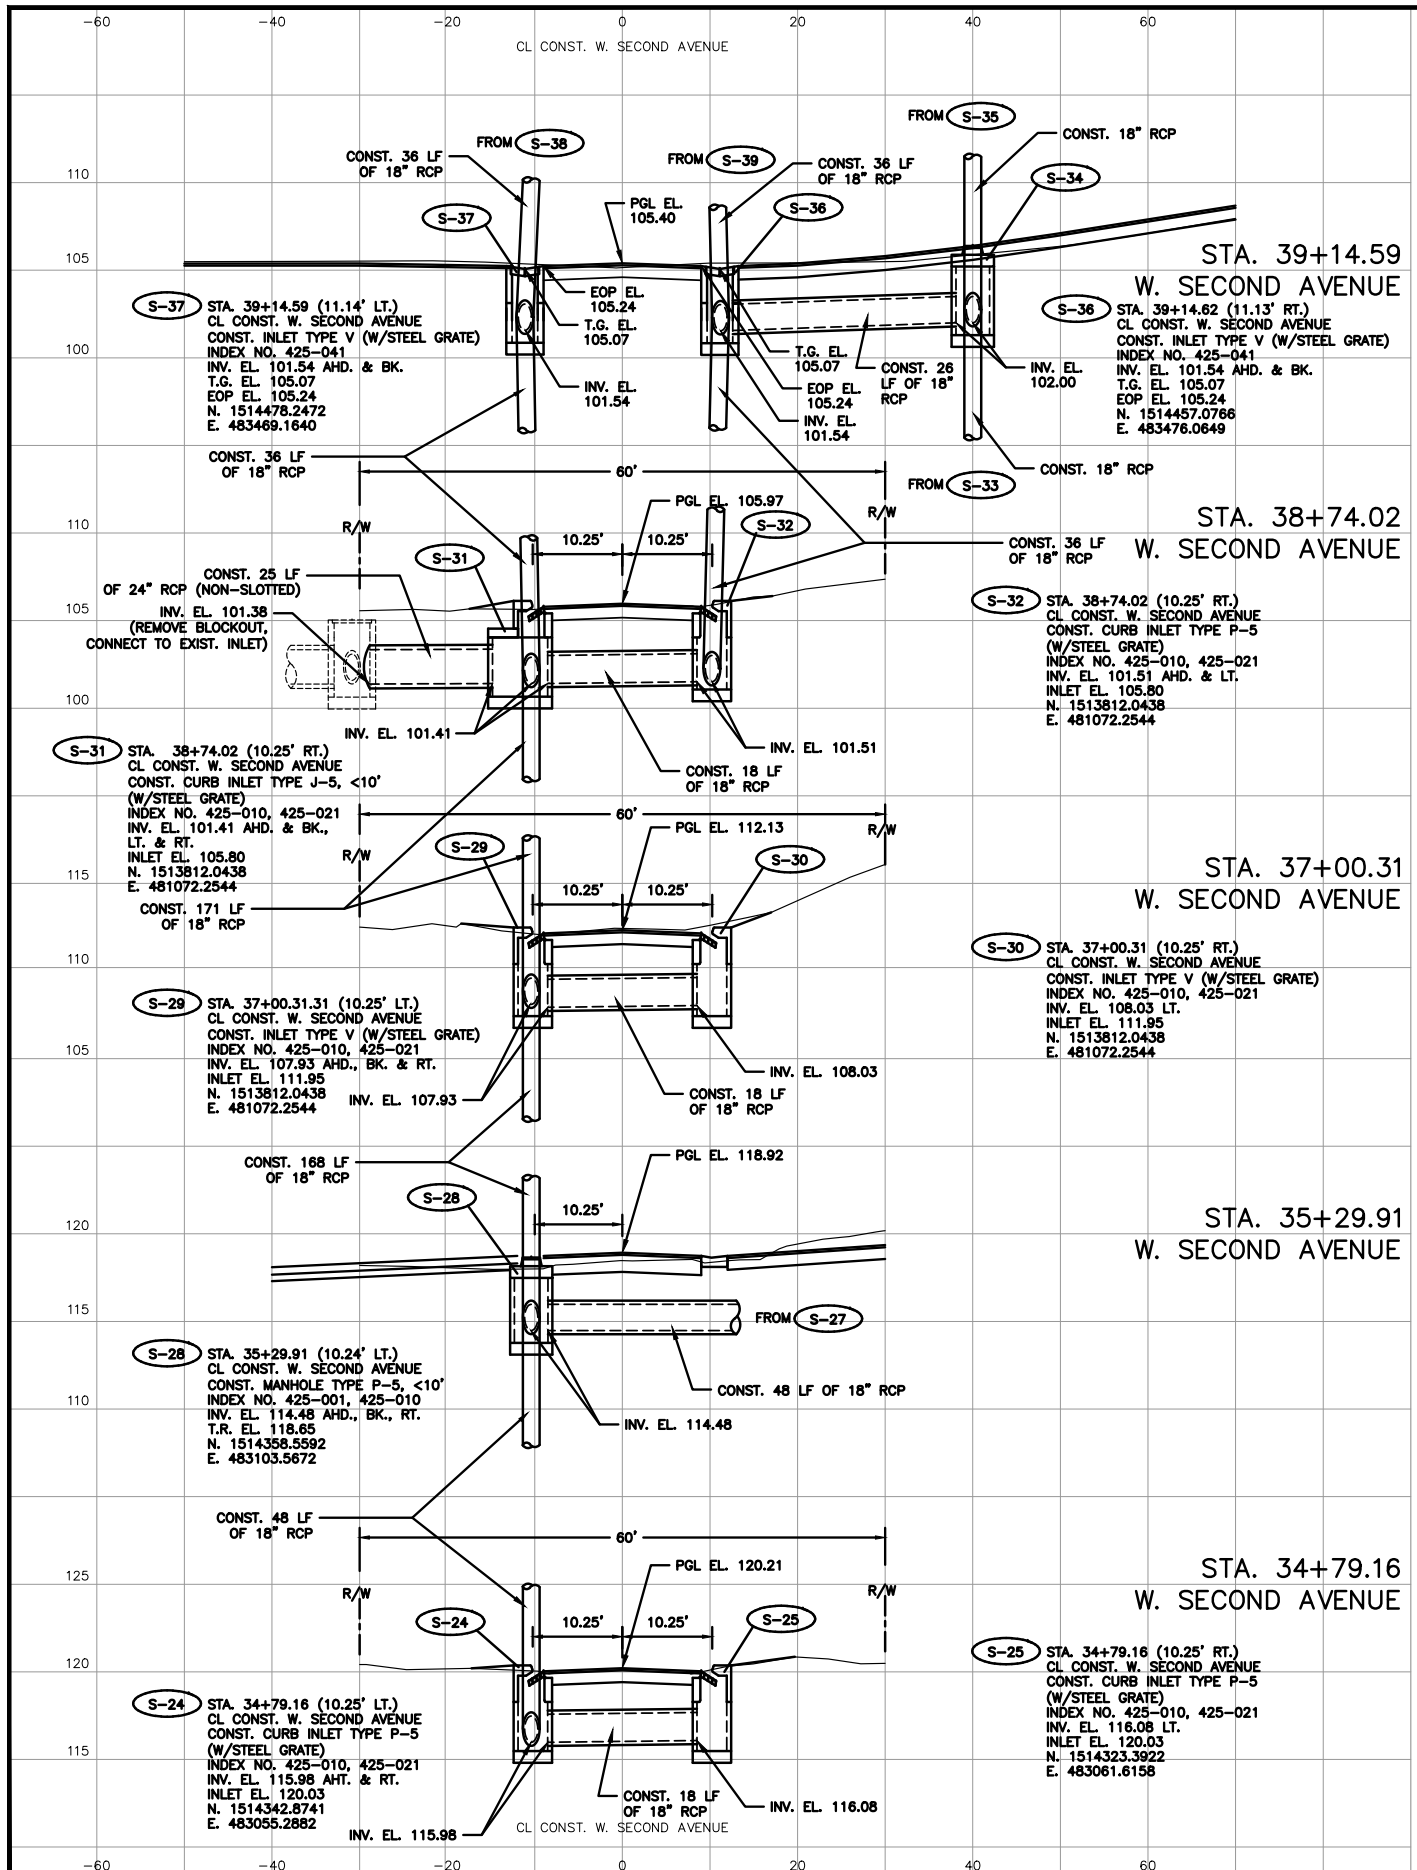 -60 -40 -20 0 20 40 60
CL CONST. W. SECOND AVENUE
FROM S-38
FROM S-39
FROM S-35
CONST. 36 LF
OF 18" RCP
CONST. 36 LF
OF 18" RCP
CONST. 18" RCP
S-34
S-37
S-36
PGL EL.
105.40
110
105
100
STA. 39+14.59
W. SECOND AVENUE
S-37 STA. 39+14.59 (11.14' LT.)
CL CONST. W. SECOND AVENUE
CONST. INLET TYPE V (W/STEEL GRATE)
INDEX NO. 425-041
INV. EL. 101.54 AHD. & BK.
T.G. EL. 105.07
EOP EL. 105.24
N. 1514478.2472
E. 483469.1640
EOP EL.
105.24
T.G. EL.
105.07
INV. EL.
101.54
T.G. EL.
105.07
EOP EL.
105.24
INV. EL.
101.54
CONST. 26
LF OF 18"
RCP
INV. EL.
102.00
S-36 STA. 39+14.62 (11.13' RT.)
CL CONST. W. SECOND AVENUE
CONST. INLET TYPE V (W/STEEL GRATE)
INDEX NO. 425-041
INV. EL. 101.54 AHD. & BK.
T.G. EL. 105.07
EOP EL. 105.24
N. 1514457.0766
E. 483476.0649
CONST. 36 LF
OF 18" RCP
CONST. 18" RCP
FROM S-33
60'
R/W
R/W
PGL EL. 105.97
10.25' 10.25'
S-31
S-32
CONST. 36 LF
OF 18" RCP
110
105
100
STA. 38+74.02
W. SECOND AVENUE
CONST. 25 LF
OF 24" RCP (NON-SLOTTED)
INV. EL. 101.38
(REMOVE BLOCKOUT,
CONNECT TO EXIST. INLET)
S-32 STA. 38+74.02 (10.25' RT.)
CL CONST. W. SECOND AVENUE
CONST. CURB INLET TYPE P-5
(W/STEEL GRATE)
INDEX NO. 425-010, 425-021
INV. EL. 101.51 AHD. & LT.
INLET EL. 105.80
N. 1513812.0438
E. 481072.2544
INV. EL. 101.41
INV. EL. 101.51
CONST. 18 LF
OF 18" RCP
S-31 STA. 38+74.02 (10.25' RT.)
CL CONST. W. SECOND AVENUE
CONST. CURB INLET TYPE J-5, <10'
(W/STEEL GRATE)
INDEX NO. 425-010, 425-021
INV. EL. 101.41 AHD. & BK.,
LT. & RT.
INLET EL. 105.80
N. 1513812.0438
E. 481072.2544
CONST. 171 LF
OF 18" RCP
60'
R/W
R/W
PGL EL. 112.13
S-29
S-30
10.25' 10.25'
115
110
105
STA. 37+00.31
W. SECOND AVENUE
S-29 STA. 37+00.31.31 (10.25' LT.)
CL CONST. W. SECOND AVENUE
CONST. INLET TYPE V (W/STEEL GRATE)
INDEX NO. 425-010, 425-021
INV. EL. 107.93 AHD., BK. & RT.
INLET EL. 111.95
N. 1513812.0438
E. 481072.2544
INV. EL. 107.93
INV. EL. 108.03
CONST. 18 LF
OF 18" RCP
S-30 STA. 37+00.31 (10.25' RT.)
CL CONST. W. SECOND AVENUE
CONST. INLET TYPE V (W/STEEL GRATE)
INDEX NO. 425-010, 425-021
INV. EL. 108.03 LT.
INLET EL. 111.95
N. 1513812.0438
E. 481072.2544
CONST. 168 LF
OF 18" RCP
PGL EL. 118.92
S-28
10.25'
120
115
110
STA. 35+29.91
W. SECOND AVENUE
FROM S-27
CONST. 48 LF OF 18" RCP
INV. EL. 114.48
S-28 STA. 35+29.91 (10.24' LT.)
CL CONST. W. SECOND AVENUE
CONST. MANHOLE TYPE P-5, <10'
INDEX NO. 425-001, 425-010
INV. EL. 114.48 AHD., BK., RT.
T.R. EL. 118.65
N. 1514358.5592
E. 483103.5672
CONST. 48 LF
OF 18" RCP
60'
R/W
R/W
PGL EL. 120.21
S-24
S-25
10.25' 10.25'
125
120
115
STA. 34+79.16
W. SECOND AVENUE
S-24 STA. 34+79.16 (10.25' LT.)
CL CONST. W. SECOND AVENUE
CONST. CURB INLET TYPE P-5
(W/STEEL GRATE)
INDEX NO. 425-010, 425-021
INV. EL. 115.98 AHT. & RT.
INLET EL. 120.03
N. 1514342.8741
E. 483055.2882
INV. EL. 115.98
CONST. 18 LF
OF 18" RCP
INV. EL. 116.08
S-25 STA. 34+79.16 (10.25' RT.)
CL CONST. W. SECOND AVENUE
CONST. CURB INLET TYPE P-5
(W/STEEL GRATE)
INDEX NO. 425-010, 425-021
INV. EL. 116.08 LT.
INLET EL. 120.03
N. 1514323.3922
E. 483061.6158
CL CONST. W. SECOND AVENUE
-60 -40 -20 0 20 40 60